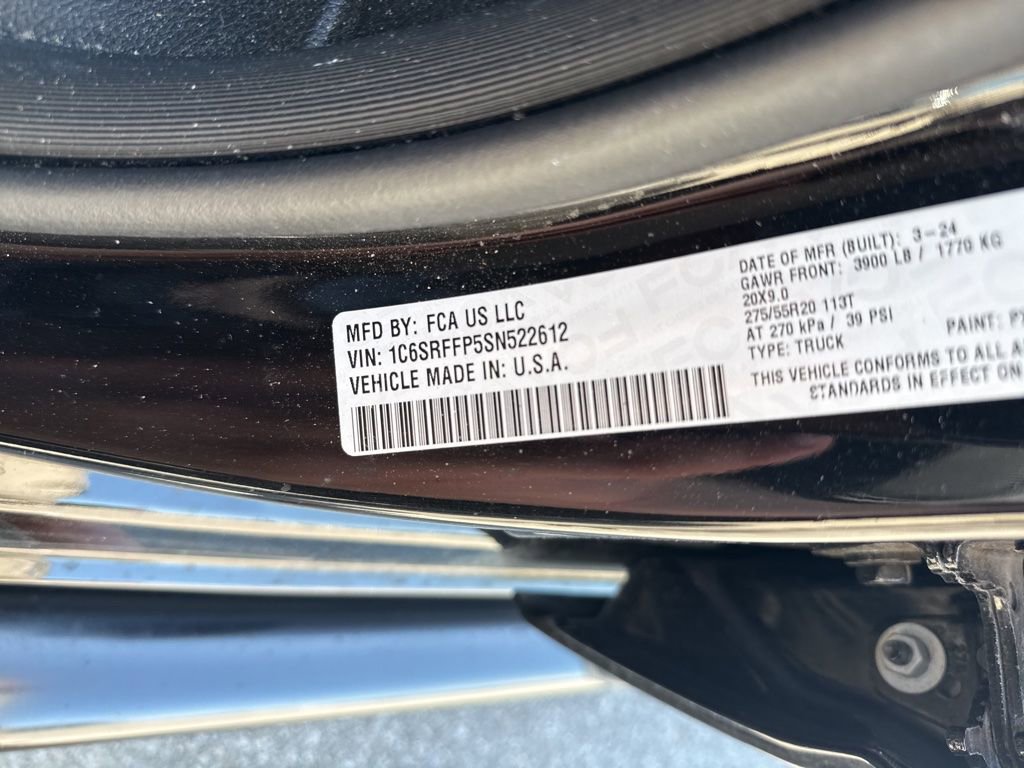 MFD BY: FCA US LLC
VIN: 1C6SRFFP5SN522612
VEHICLE MADE IN: U.S.A.
DATE OF MFR (BUILT): 3-24
GAWR FRONT: 3900 LB / 1770 KG
20X9.0
275/55R20 113T
AT 270 kPa / 39 PSI
TYPE: TRUCK
PAINT:
THIS VEHICLE CONFORMS TO ALL
STANDARDS IN EFFECT ON